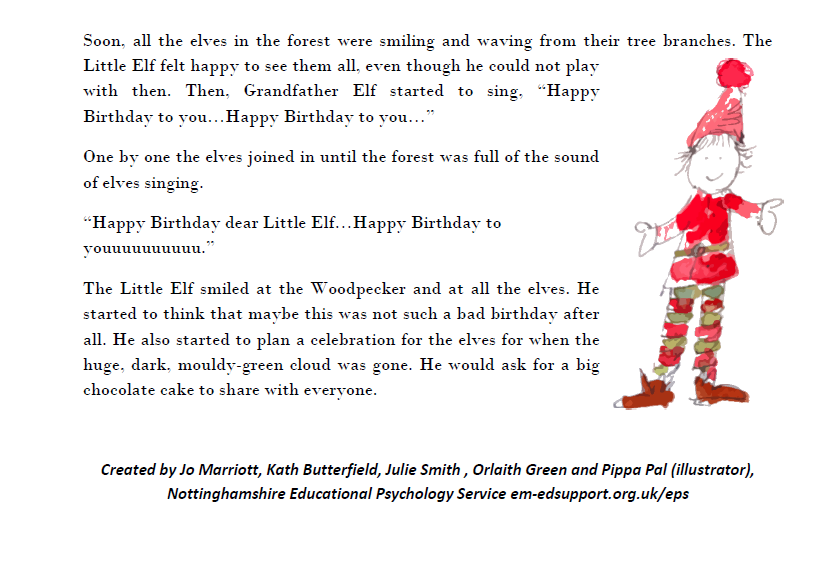 Soon, all the elves in the forest were smiling and waving from their tree branches. The
Little Elf felt happy to see them all, even though he could not play
with then. Then, Grandfather Elf started to sing, “Happy
Birthday to you…Happy Birthday to you…”
One by one the elves joined in until the forest was full of the sound
of elves singing.
“Happy Birthday dear Little Elf…Happy Birthday to
youuuuuuuuuu.”
The Little Elf smiled at the Woodpecker and at all the elves. He
started to think that maybe this was not such a bad birthday after
all. He also started to plan a celebration for the elves for when the
huge, dark, mouldy-green cloud was gone. He would ask for a big
chocolate cake to share with everyone.
Created by Jo Marriott, Kath Butterfield, Julie Smith , Orlaith Green and Pippa Pal (illustrator),
Nottinghamshire Educational Psychology Service em-edsupport.org.uk/eps